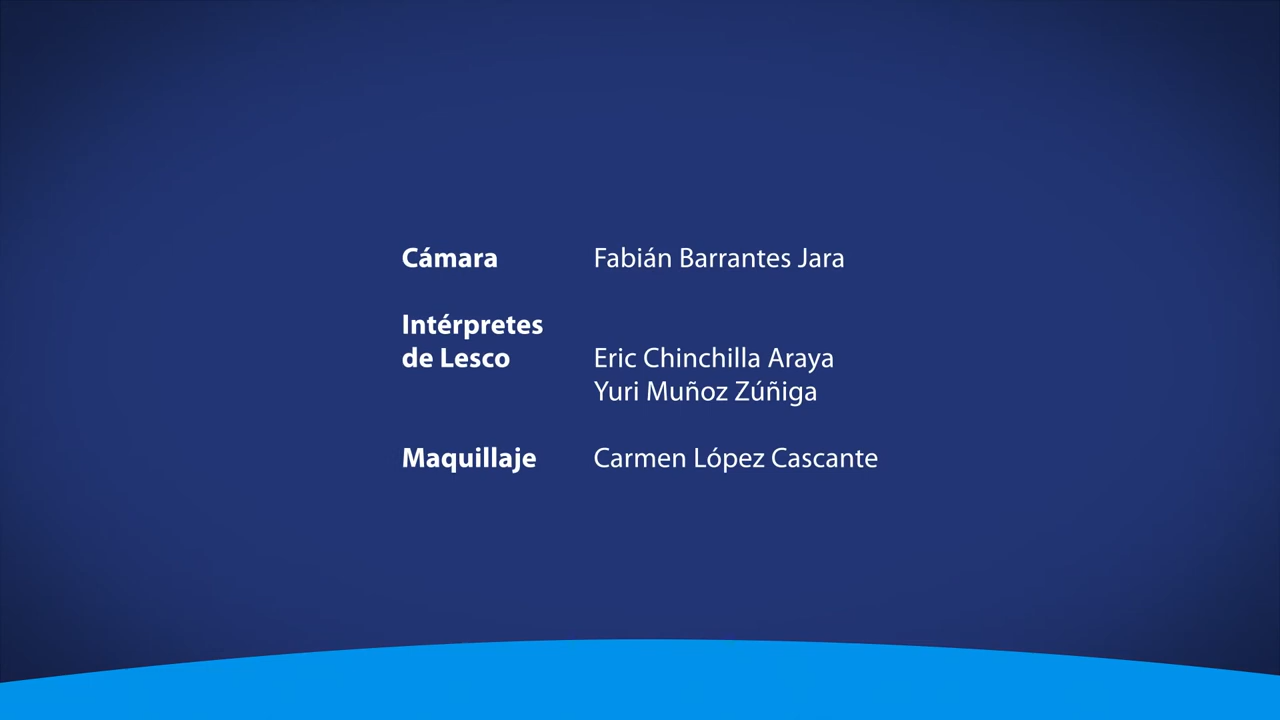 Cámara Fabián Barrantes Jara
Intérpretes
de Lesco Eric Chinchilla Araya
Yuri Muñoz Zúñiga
Maquillaje Carmen López Cascante